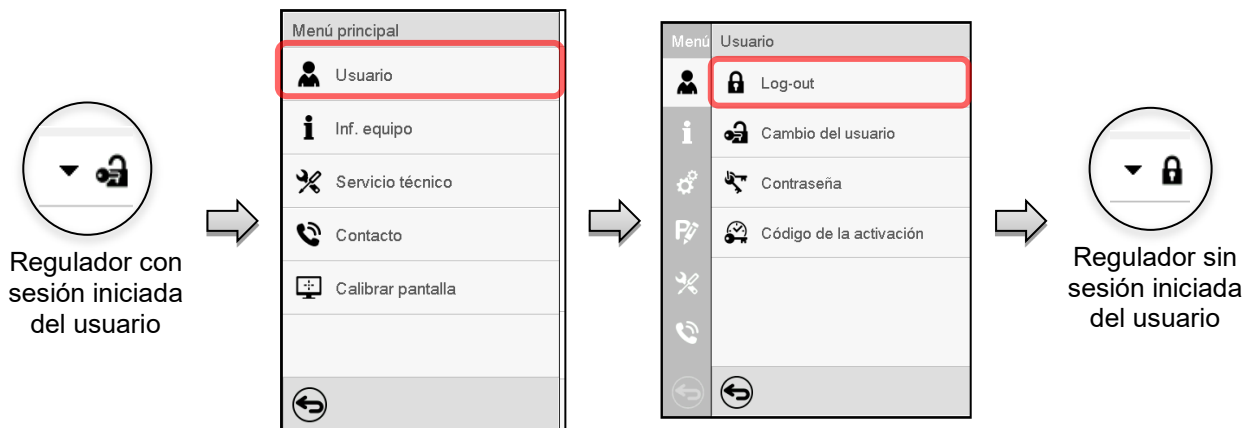 Regulador con
sesión iniciada
del usuario
Menú principal
Usuario
Inf. equipo
Servicio técnico
Contacto
Calibrar pantalla
Menú
Usuario
Log-out
Cambio del usuario
Contraseña
Código de la activación
Regulador sin
sesión iniciada
del usuario